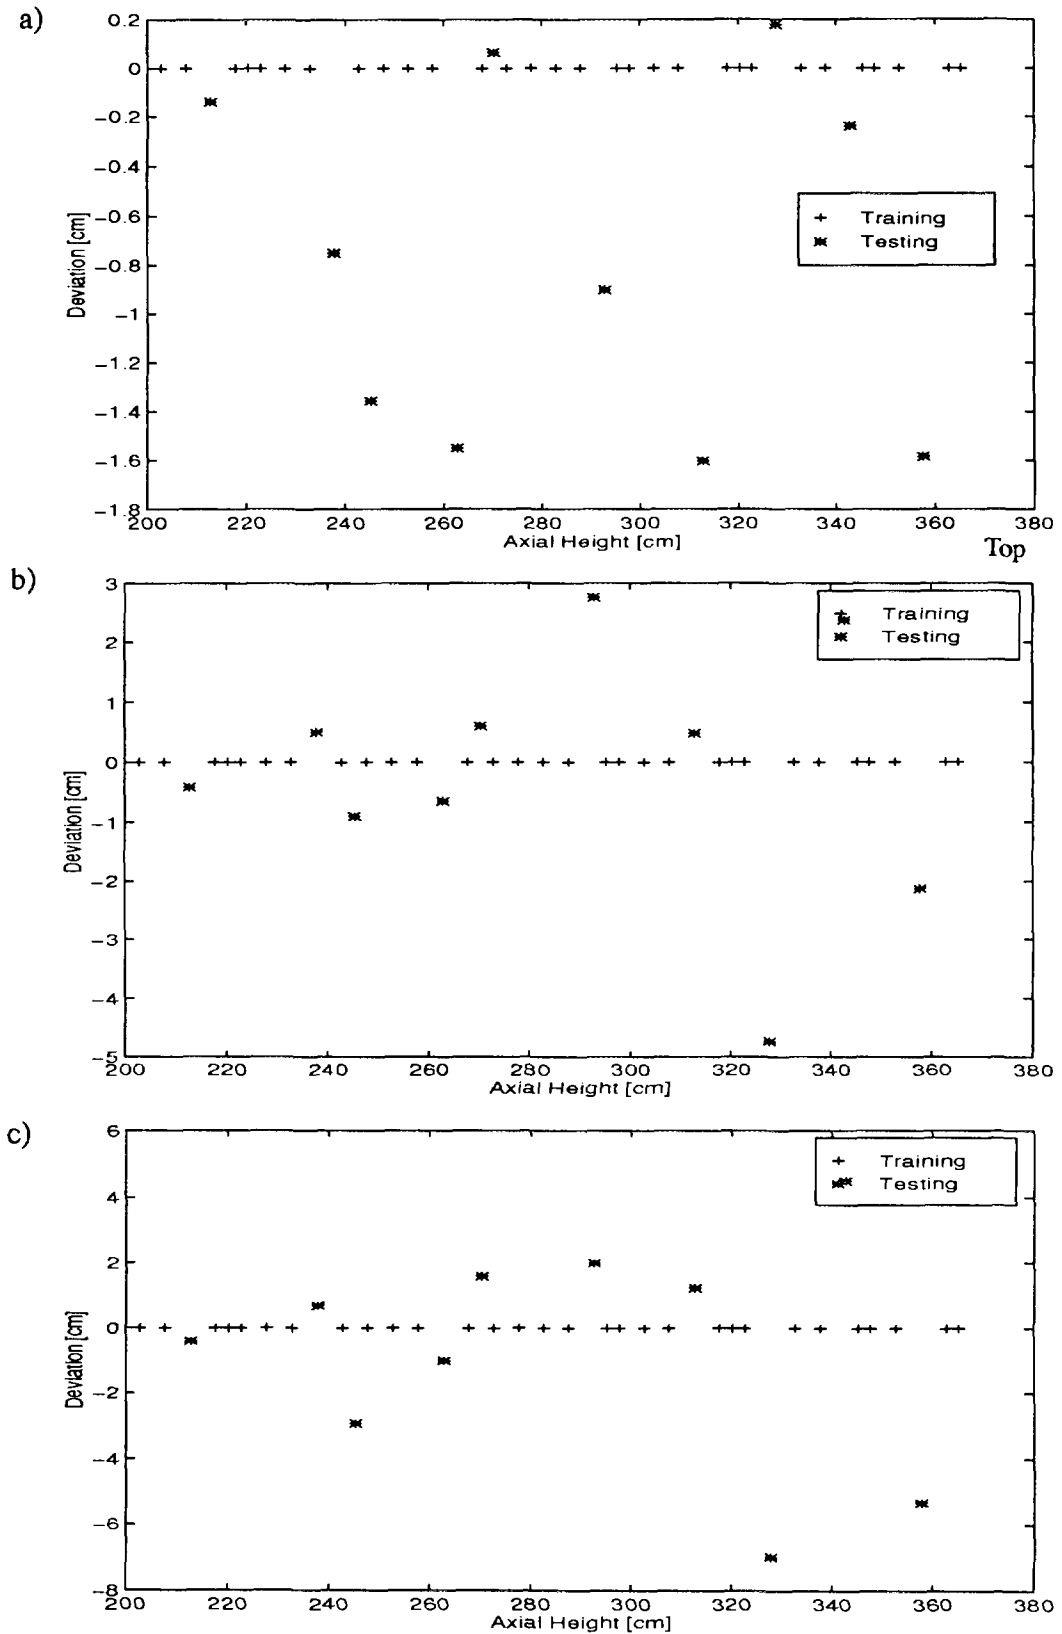 a)
0.2
0
−0.2
−0.4
−0.6
−0.8
−1
−1.2
−1.4
−1.6
−1.8
Deviation [cm]
Training
Testing
200 220 240 260 280 300 320 340 360 380
Axial Height [cm]
Top
b)
3
2
1
0
−1
−2
−3
−4
−5
Deviation [cm]
Training
Testing
200 220 240 260 280 300 320 340 360 380
Axial Height [cm]
c)
6
4
2
0
−2
−4
−6
−8
Deviation [cm]
Training
Testing
200 220 240 260 280 300 320 340 360 380
Axial Height [cm]